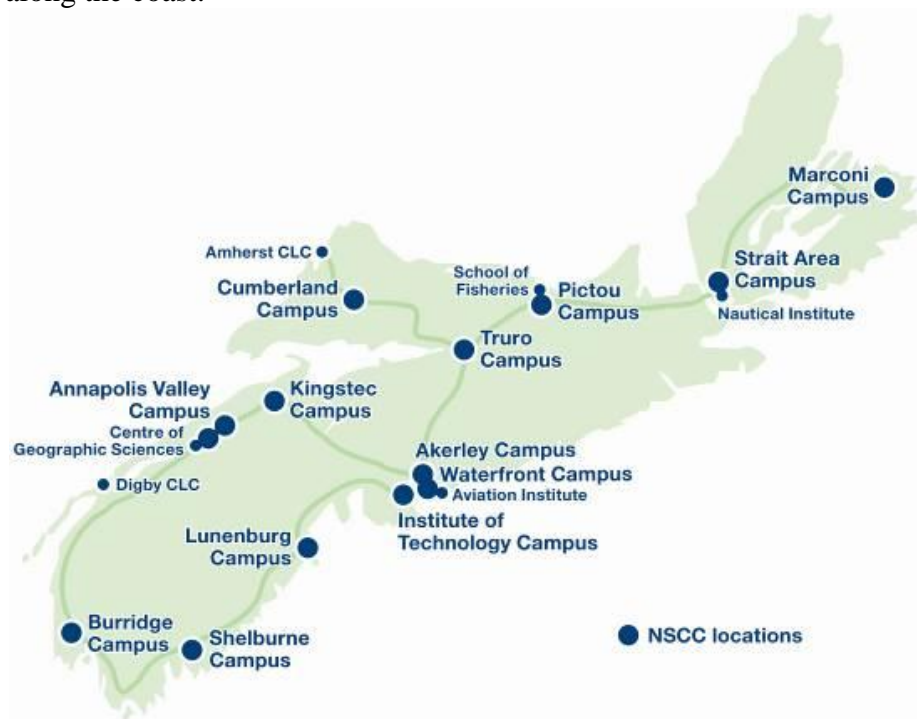 along the coast.
Marconi
Campus
Amherst CLC
Strait Area
Campus
School of
Fisheries
Cumberland
Campus
Pictou
Campus
Nautical Institute
Truro
Campus
Annapolis Valley
Campus
Kingstec
Campus
Centre of
Geographic Sciences
Akerley Campus
Waterfront Campus
Aviation Institute
Digby CLC
Institute of
Technology Campus
Lunenburg
Campus
Burridge
Campus
Shelburne
Campus
NSCC locations